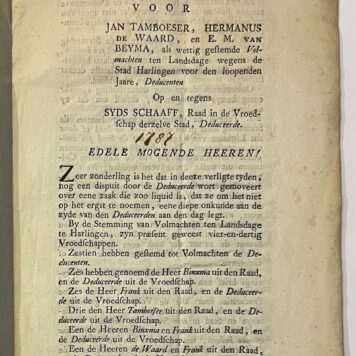 VOOR
JAN TAMBOESER, HERMANUS
DE WAARD, en E. M. VAN
BEYMA, als wettig gestemde Vol-
machten ten Landsdage wegens de
Stad Harlingen voor den loopenden
Jaare, Deducenten
Op en tegens
SYDS SCHAAFF, Raad in de Vroed-
schap derzelve Stad, Deduceerde.
1787
EDELE MOGENDE HEEREN!
Zeer zonderling is het dat in deeze verligte tyden,
nog een dispuit door de Deduceerde wort gemoveert
over eene zaak die zoo liquid is, dat ze om het niet
op het ergst te noemen, eene diepe onkunde aan de
zyde van den Deduceerden aan den dag legt.
By de Stemming van Volmachten ten Landsdage
te Harlingen, zyn præsent geweest vier-en-dertig
Vroedschappen.
Zestien hebben gestemd tot Volmachten de De-
ducenten.
Zes hebben genoemd de Heer Binxma uit den Raad,
en de Deduceerde uit de Vroedschap.
Zes de Heer Frank uit den Raad, en de Deduceer-
de uit de Vroedschap.
Drie den Heer Tamboeser uit den Raad, en de De-
duceerde uit de Vroedschap.
Een de Heeren Binxma en Frank uit den Raad, en
de Deduceerde uit de Vroedschap.
Een de Heeren de Waard en Frank uit den Raad,